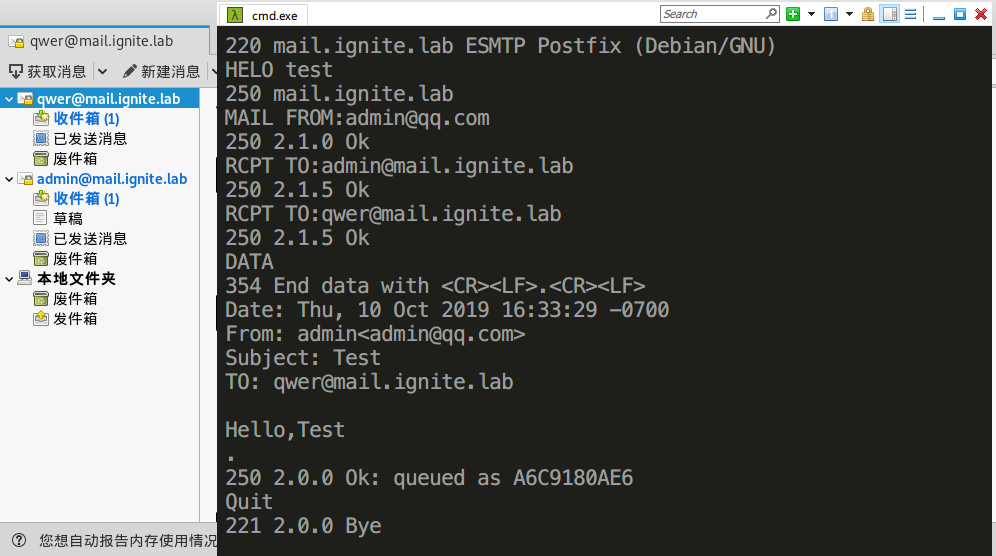 cmd.exe
Search
qwer@mail.ignite.lab
获取消息
新建消息
qwer@mail.ignite.lab
收件箱 (1)
已发送消息
废件箱
admin@mail.ignite.lab
收件箱 (1)
草稿
已发送消息
废件箱
本地文件夹
废件箱
发件箱
220 mail.ignite.lab ESMTP Postfix (Debian/GNU)
HELO test
250 mail.ignite.lab
MAIL FROM:admin@qq.com
250 2.1.0 Ok
RCPT TO:admin@mail.ignite.lab
250 2.1.5 Ok
RCPT TO:qwer@mail.ignite.lab
250 2.1.5 Ok
DATA
354 End data with <CR><LF>.<CR><LF>
Date: Thu, 10 Oct 2019 16:33:29 -0700
From: admin<admin@qq.com>
Subject: Test
TO: qwer@mail.ignite.lab
Hello,Test
.
250 2.0.0 Ok: queued as A6C9180AE6
Quit
221 2.0.0 Bye
您想自动报告内存使用情况